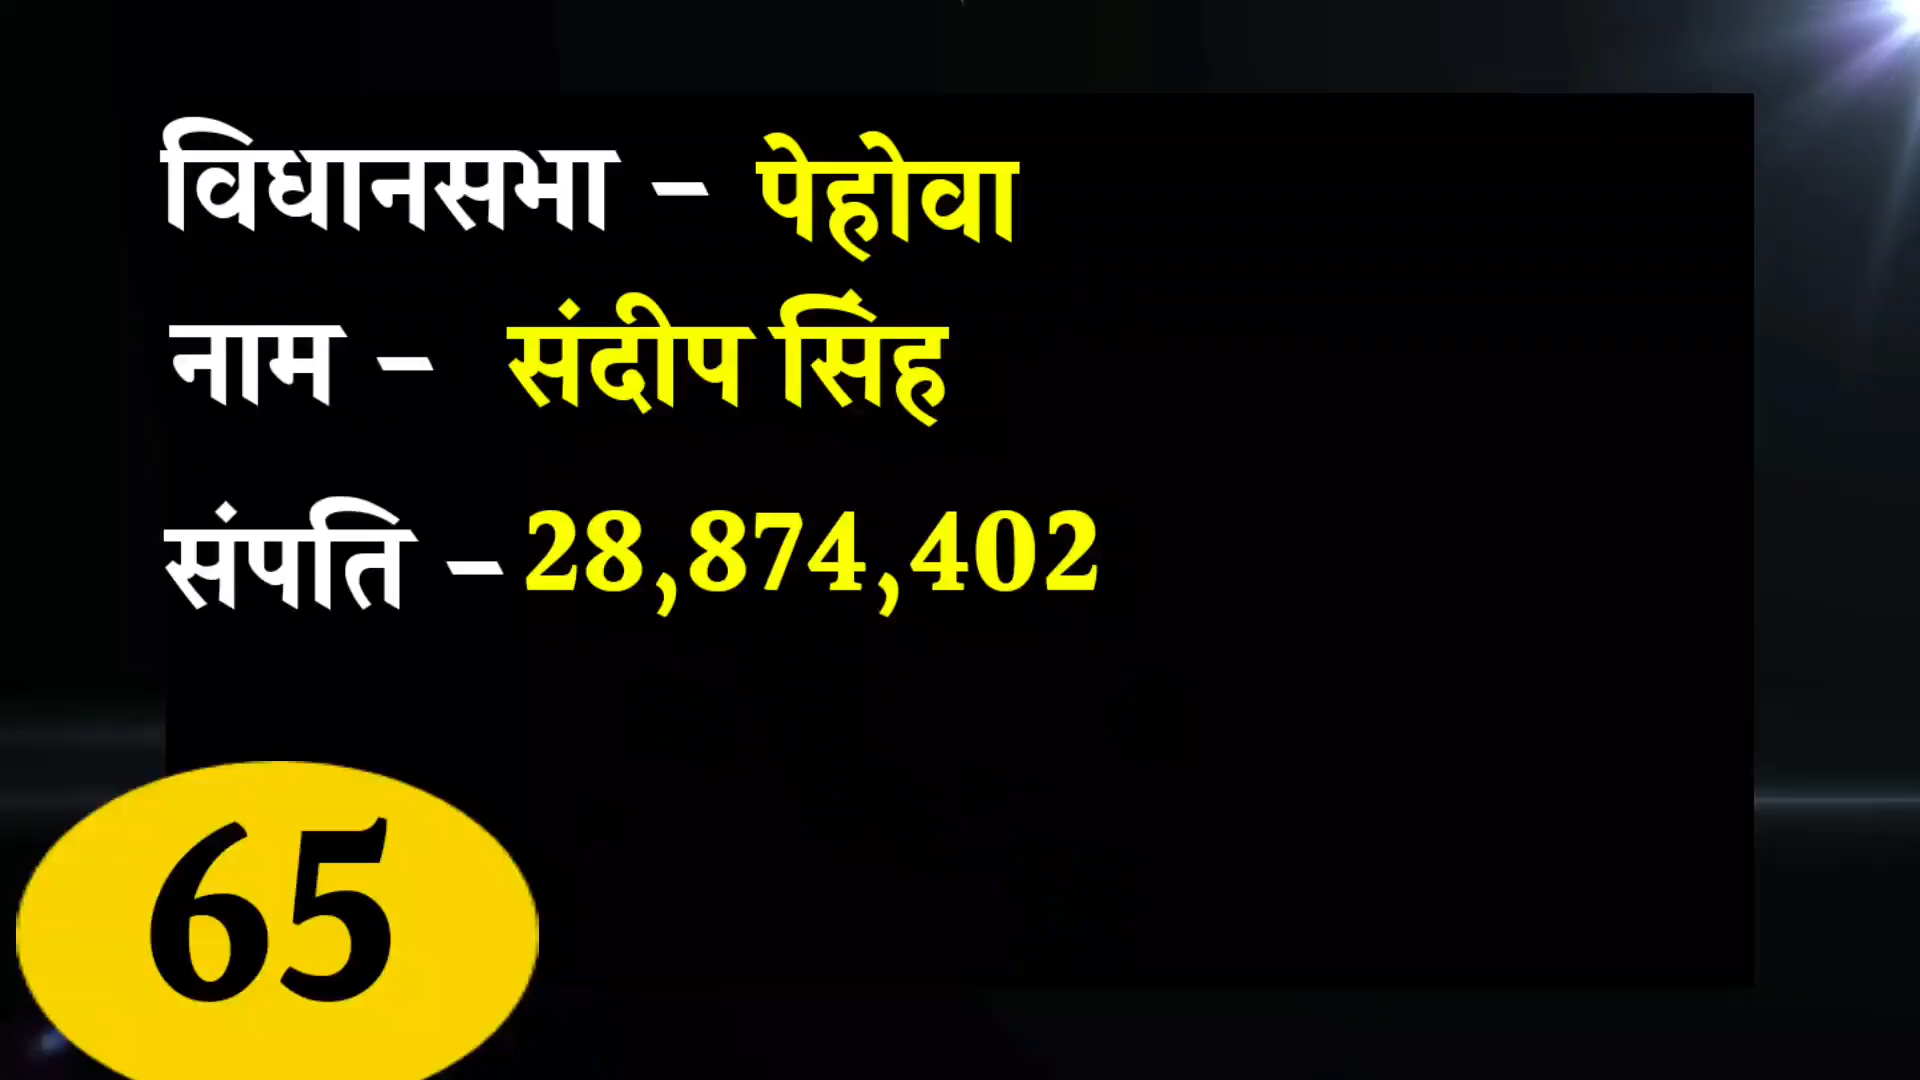 विधानसभा - पेहोवा
नाम - संदीप सिंह
संपति - 28,874,402
65